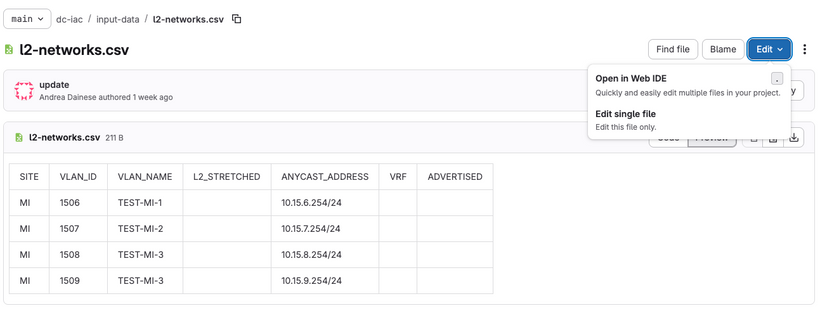 main dc-iac / input-data / l2-networks.csv
l2-networks.csv
Find file Blame Edit
Open in Web IDE .
Quickly and easily edit multiple files in your project.
Edit single file
Edit this file only.
update
Andrea Dainese authored 1 week ago
l2-networks.csv 211 B
SITE VLAN_ID VLAN_NAME L2_STRETCHED ANYCAST_ADDRESS VRF ADVERTISED
MI 1506 TEST-MI-1 10.15.6.254/24
MI 1507 TEST-MI-2 10.15.7.254/24
MI 1508 TEST-MI-3 10.15.8.254/24
MI 1509 TEST-MI-3 10.15.9.254/24